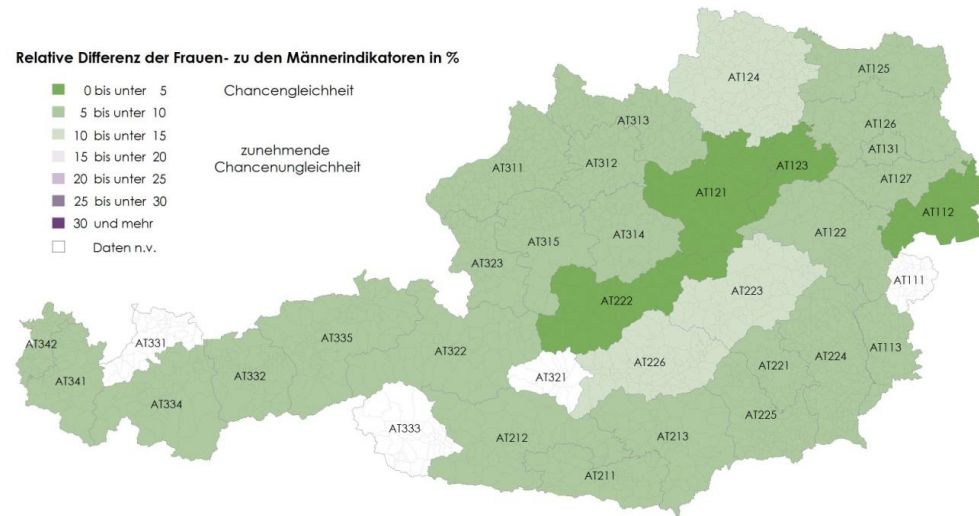 Relative Differenz der Frauen- zu den Männerindikatoren in %
0 bis unter 5 Chancengleichheit
5 bis unter 10
10 bis unter 15
15 bis unter 20 zunehmende
20 bis unter 25 Chancenungleichheit
25 bis unter 30
30 und mehr
Daten n.v.
AT124
AT125
AT313
AT126
AT312
AT131
AT311
AT123
AT127
AT121
AT112
AT314
AT122
AT315
AT323
AT111
AT223
AT222
AT335
AT331
AT342
AT322
AT113
AT224
AT226
AT221
AT332
AT321
AT341
AT334
AT225
AT333
AT212
AT213
AT211